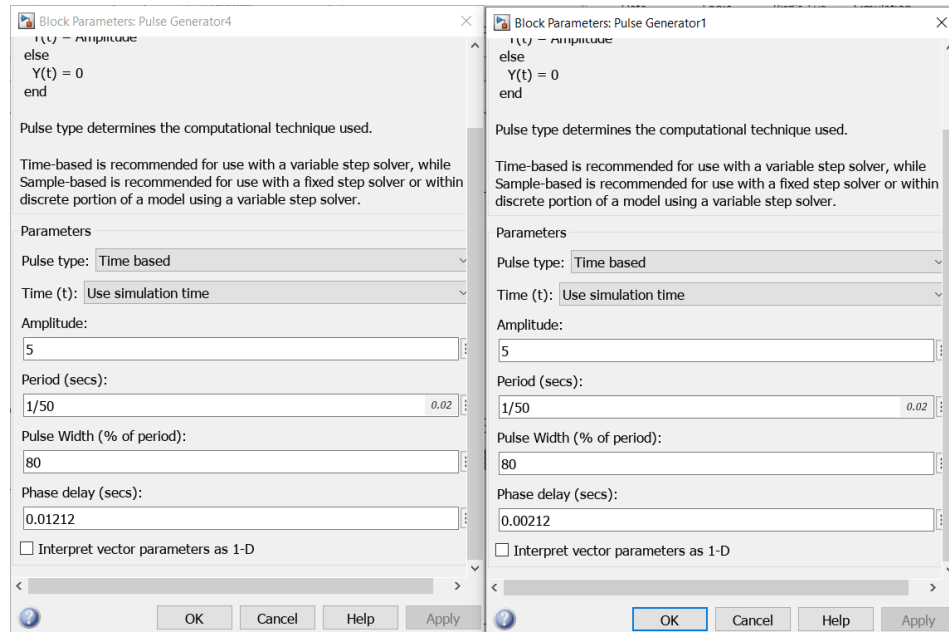 Block Parameters: Pulse Generator4
Y(t) = Amplitude
else
Y(t) = 0
end
Pulse type determines the computational technique used.
Time-based is recommended for use with a variable step solver, while
Sample-based is recommended for use with a fixed step solver or within
discrete portion of a model using a variable step solver.
Parameters
Pulse type: Time based
Time (t): Use simulation time
Amplitude:
5
Period (secs):
1/50 0.02
Pulse Width (% of period):
80
Phase delay (secs):
0.01212
Interpret vector parameters as 1-D
OK Cancel Help Apply
Block Parameters: Pulse Generator1
Y(t) = Amplitude
else
Y(t) = 0
end
Pulse type determines the computational technique used.
Time-based is recommended for use with a variable step solver, while
Sample-based is recommended for use with a fixed step solver or within
discrete portion of a model using a variable step solver.
Parameters
Pulse type: Time based
Time (t): Use simulation time
Amplitude:
5
Period (secs):
1/50 0.02
Pulse Width (% of period):
80
Phase delay (secs):
0.00212
Interpret vector parameters as 1-D
OK Cancel Help Apply